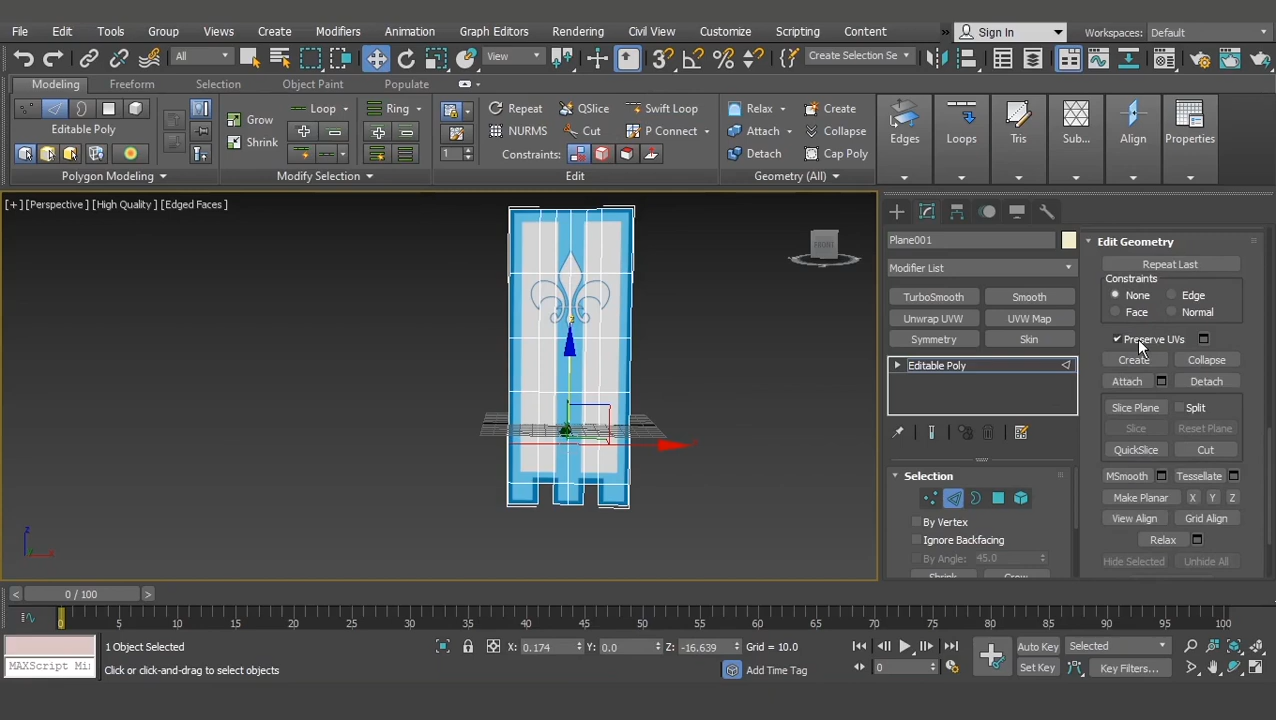 File Edit Tools Group Views Create Modifiers Animation Graph Editors Rendering Civil View Customize Scripting Content » Sign In Workspaces: Default
All View Create Selection Se
Modeling Freeform Selection Object Paint Populate
Loop Ring Repeat QSlice Swift Loop Relax Create
Editable Poly Grow NURMS Cut P Connect Attach Collapse Edges Loops Tris Sub... Align Properties
Shrink 1 Constraints: Detach Cap Poly
Polygon Modeling Modify Selection Edit Geometry (All)
[+] [Perspective] [High Quality] [Edged Faces]
FRONT
z
x
Plane001
Modifier List
TurboSmooth Smooth
Unwrap UVW UVW Map
Symmetry Skin
Editable Poly
Selection
By Vertex
Ignore Backfacing
By Angle: 45.0
Shrink Grow
Edit Geometry
Repeat Last
Constraints
None Edge
Face Normal
Preserve UVs
Create Collapse
Attach Detach
Slice Plane Split
Slice Reset Plane
QuickSlice Cut
MSmooth Tessellate
Make Planar X Y Z
View Align Grid Align
Relax
Hide Selected Unhide All
< 0 / 100 >
0 5 10 15 20 25 30 35 40 45 50 55 60 65 70 75 80 85 90 95 100
1 Object Selected X: 0.174 Y: 0.0 Z: -16.639 Grid = 10.0 Auto Key Selected
MAXScript Mi Click or click-and-drag to select objects Add Time Tag 0 Set Key Key Filters...